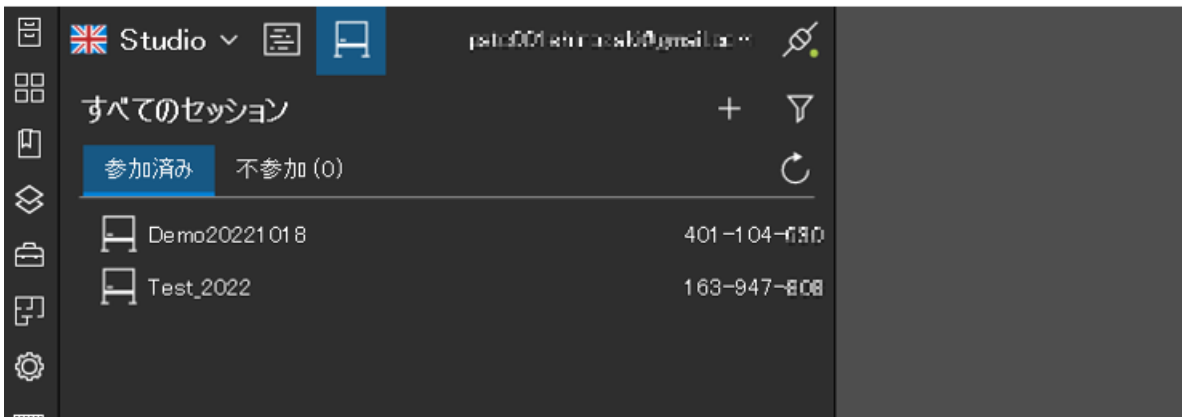 Studio
すべてのセッション
参加済み 不参加 (0)
Demo20221018 401-104-
Test_2022 163-947-